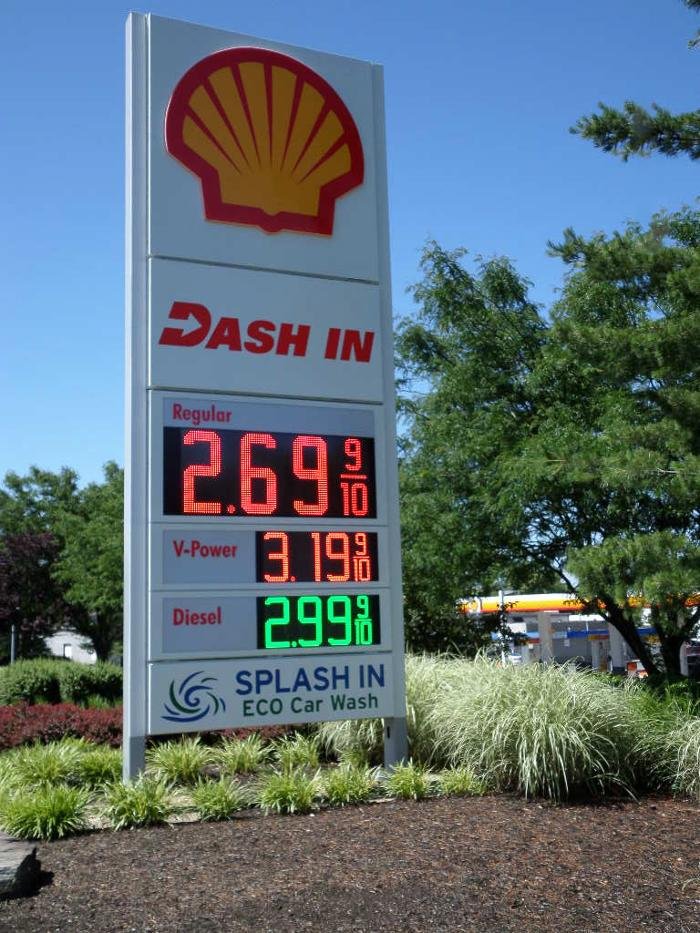 DASH IN
Regular
2.69 9/10
V-Power 3.19 9/10
Diesel 2.99 9/10
SPLASH IN
ECO Car Wash